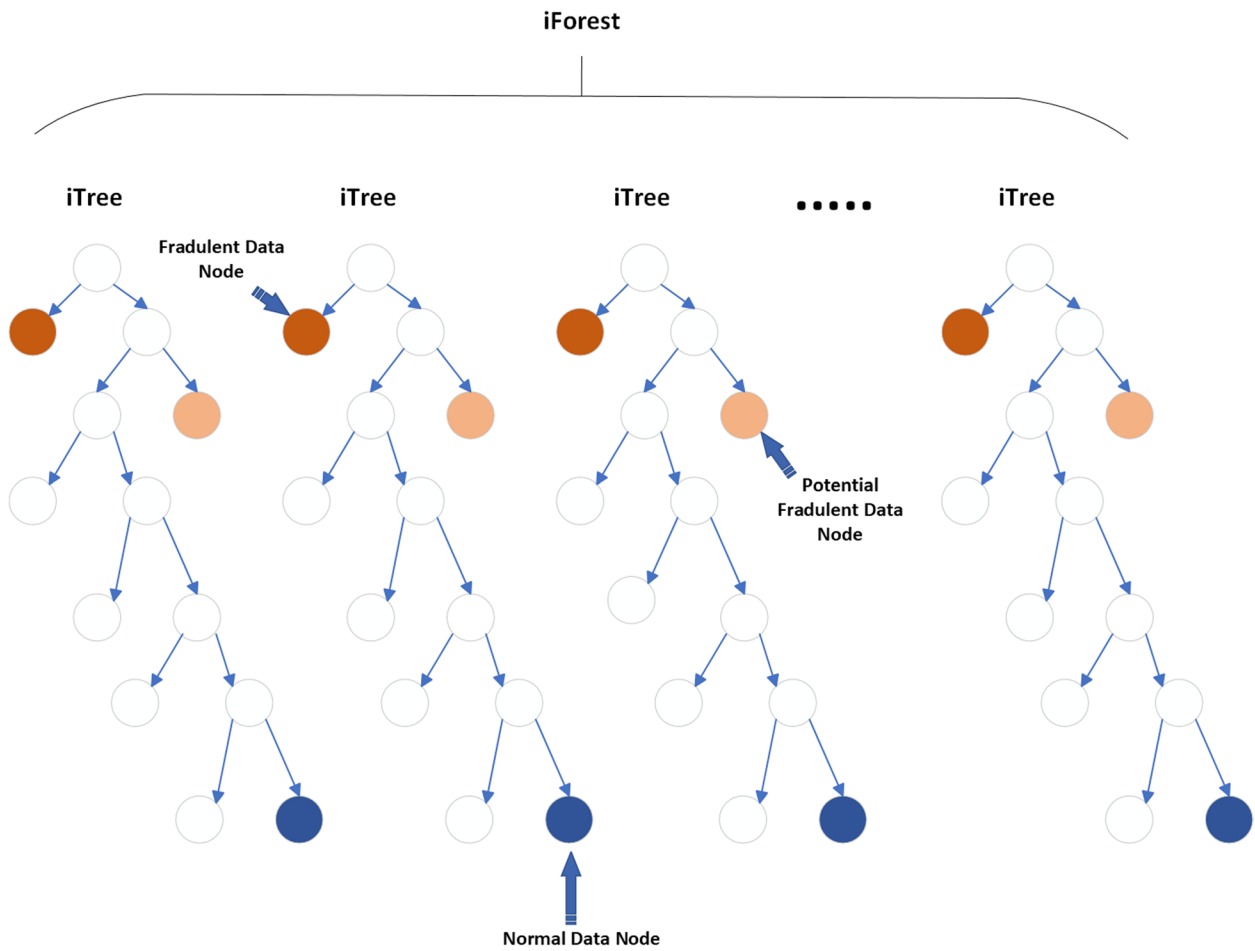 iForest
iTree
iTree
iTree
.....
iTree
Fradulent Data
Node
Potential
Fradulent Data
Node
Normal Data Node